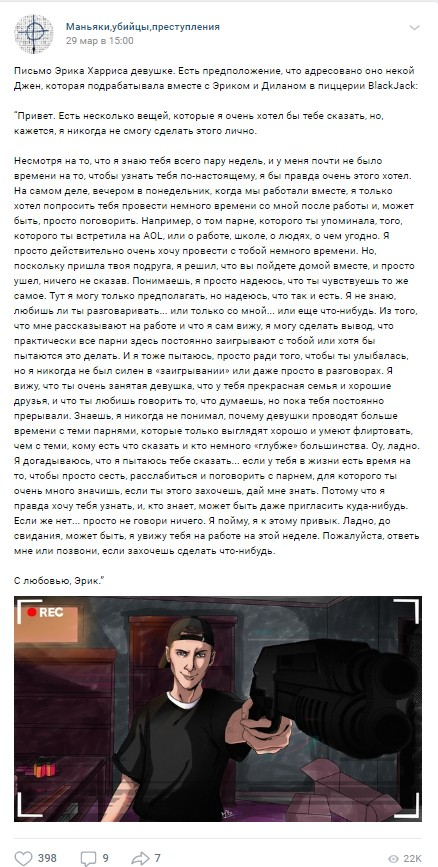 Маньяки,убийцы,преступления
29 мар в 15:00
Письмо Эрика Харриса девушке. Есть предположение, что адресовано оно некой
Джен, которая подрабатывала вместе с Эриком и Диланом в пиццерии BlackJack:
"Привет. Есть несколько вещей, которые я очень хотел бы тебе сказать, но,
кажется, я никогда не смогу сделать этого лично.
Несмотря на то, что я знаю тебя всего пару недель, и у меня почти не было
времени на то, чтобы узнать тебя по-настоящему, я бы правда очень этого хотел.
На самом деле, вечером в понедельник, когда мы работали вместе, я только
хотел попросить тебя провести немного времени со мной после работы и, может
быть, просто поговорить. Например, о том парне, которого ты упоминала, того,
которого ты встретила на AOL, или о работе, школе, о людях, о чем угодно. Я
просто действительно очень хочу провести с тобой немного времени. Но,
поскольку пришла твоя подруга, я решил, что вы пойдете домой вместе, и просто
ушел, ничего не сказав. Понимаешь, я просто надеюсь, что ты чувствуешь то же
самое. Тут я могу только предполагать, но надеюсь, что так и есть. Я не знаю,
любишь ли ты разговаривать... или только со мной... или еще что-нибудь. Из того,
что мне рассказывают на работе и что я сам вижу, я могу сделать вывод, что
практически все парни здесь постоянно заигрывают с тобой или хотя бы
пытаются это делать. И я тоже пытаюсь, просто ради того, чтобы ты улыбалась,
но я никогда не был силен в «заигрывании» или даже просто в разговорах. Я
вижу, что ты очень занятая девушка, что у тебя прекрасная семья и хорошие
друзья, и что ты любишь говорить то, что думаешь, но пока тебя постоянно
прерывали. Знаешь, я никогда не понимал, почему девушки проводят больше
времени с теми парнями, которые только выглядят хорошо и умеют флиртовать,
чем с теми, кому есть что сказать и кто немного «глубже» большинства. Оу, ладно.
Я догадываюсь, что я пытаюсь тебе сказать... если у тебя в жизни есть время на
то, чтобы просто сесть, расслабиться и поговорить с парнем, для которого ты
очень много значишь, если ты этого захочешь, дай мне знать. Потому что я
правда хочу тебя узнать, и, кто знает, может быть даже пригласить куда-нибудь.
Если же нет... просто не говори ничего. Я пойму, я к этому привык. Ладно, до
свидания, может быть, я увижу тебя на работе на этой неделе. Пожалуйста, ответь
мне или позвони, если захочешь сделать что-нибудь.
С любовью, Эрик."
REC
398 9 7 22K